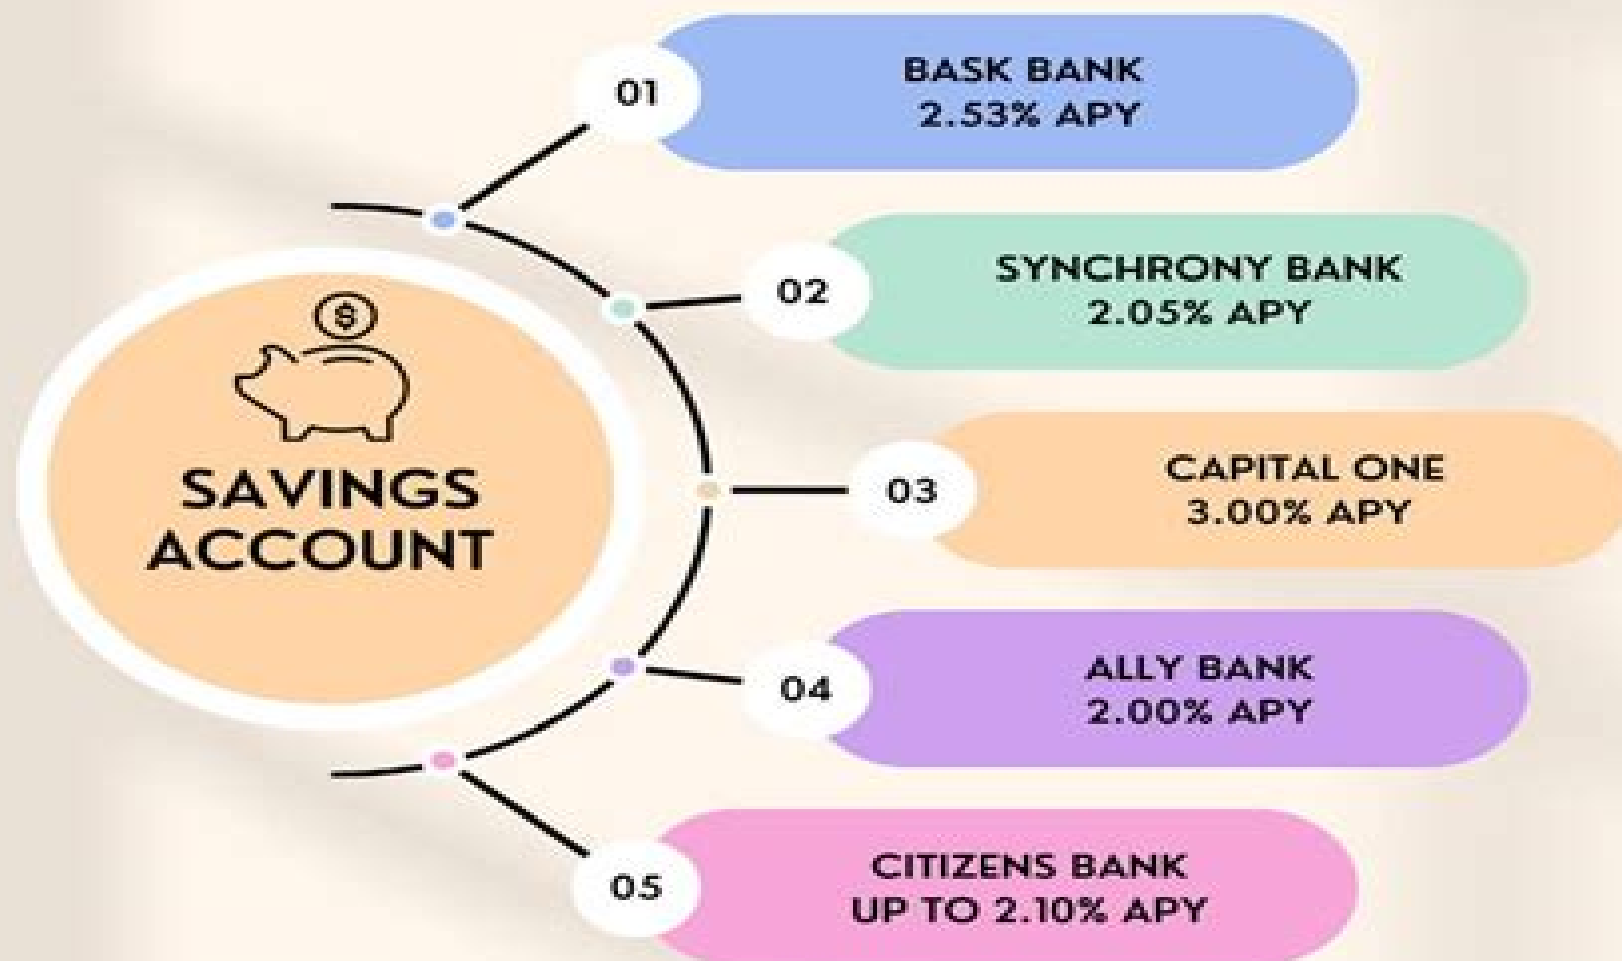 01
BASK BANK
2.53% APY
02
SYNCHRONY BANK
2.05% APY
$
SAVINGS
ACCOUNT
03
CAPITAL ONE
3.00% APY
04
ALLY BANK
2.00% APY
05
CITIZENS BANK
UP TO 2.10% APY